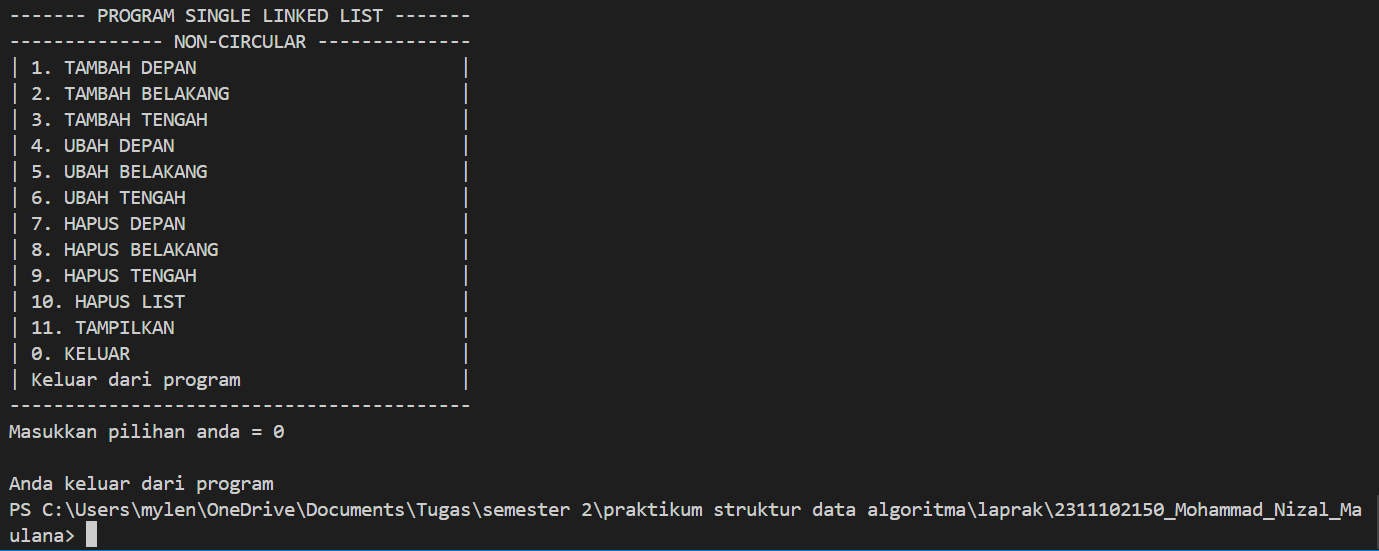 ------- PROGRAM SINGLE LINKED LIST -------
-------------- NON-CIRCULAR --------------
| 1. TAMBAH DEPAN                        |
| 2. TAMBAH BELAKANG                     |
| 3. TAMBAH TENGAH                       |
| 4. UBAH DEPAN                          |
| 5. UBAH BELAKANG                       |
| 6. UBAH TENGAH                         |
| 7. HAPUS DEPAN                         |
| 8. HAPUS BELAKANG                      |
| 9. HAPUS TENGAH                        |
| 10. HAPUS LIST                         |
| 11. TAMPILKAN                          |
| 0. KELUAR                              |
| Keluar dari program                    |
------------------------------------------
Masukkan pilihan anda = 0

Anda keluar dari program
PS C:\Users\mylen\OneDrive\Documents\Tugas\semester 2\praktikum struktur data algoritma\laprak\2311102150_Mohammad_Nizal_Ma
ulana>